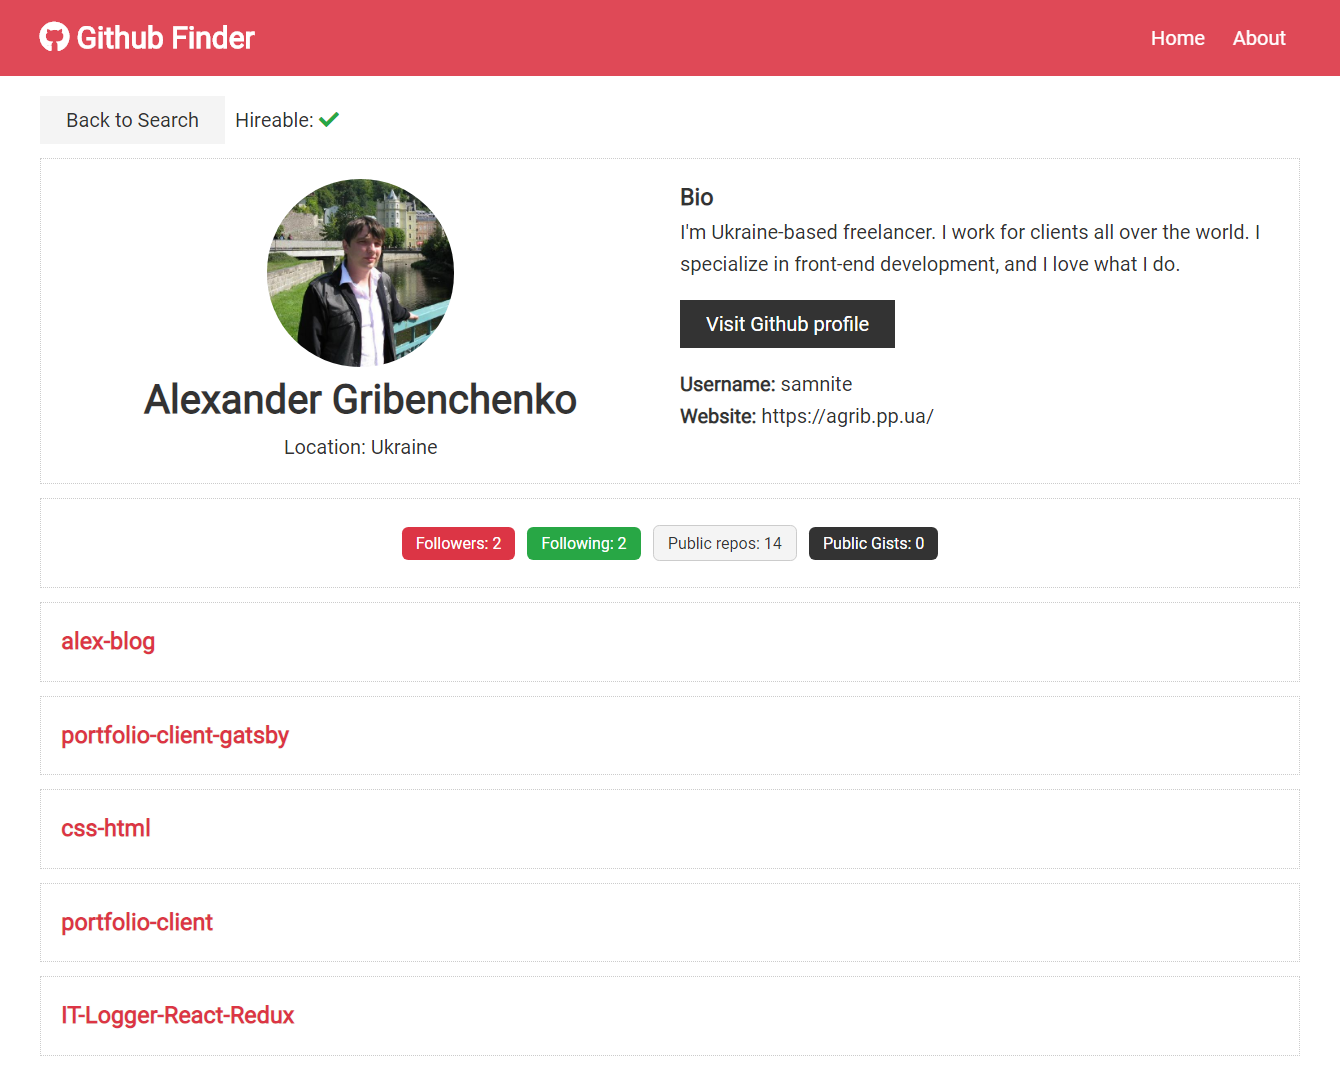 Github Finder
Home
About
Back to Search
Hireable:
Alexander Gribenchenko
Location: Ukraine
Bio
I'm Ukraine-based freelancer. I work for clients all over the world. I
specialize in front-end development, and I love what I do.
Visit Github profile
Username: samnite
Website: https://agrib.pp.ua/
Followers: 2
Following: 2
Public repos: 14
Public Gists: 0
alex-blog
portfolio-client-gatsby
css-html
portfolio-client
IT-Logger-React-Redux